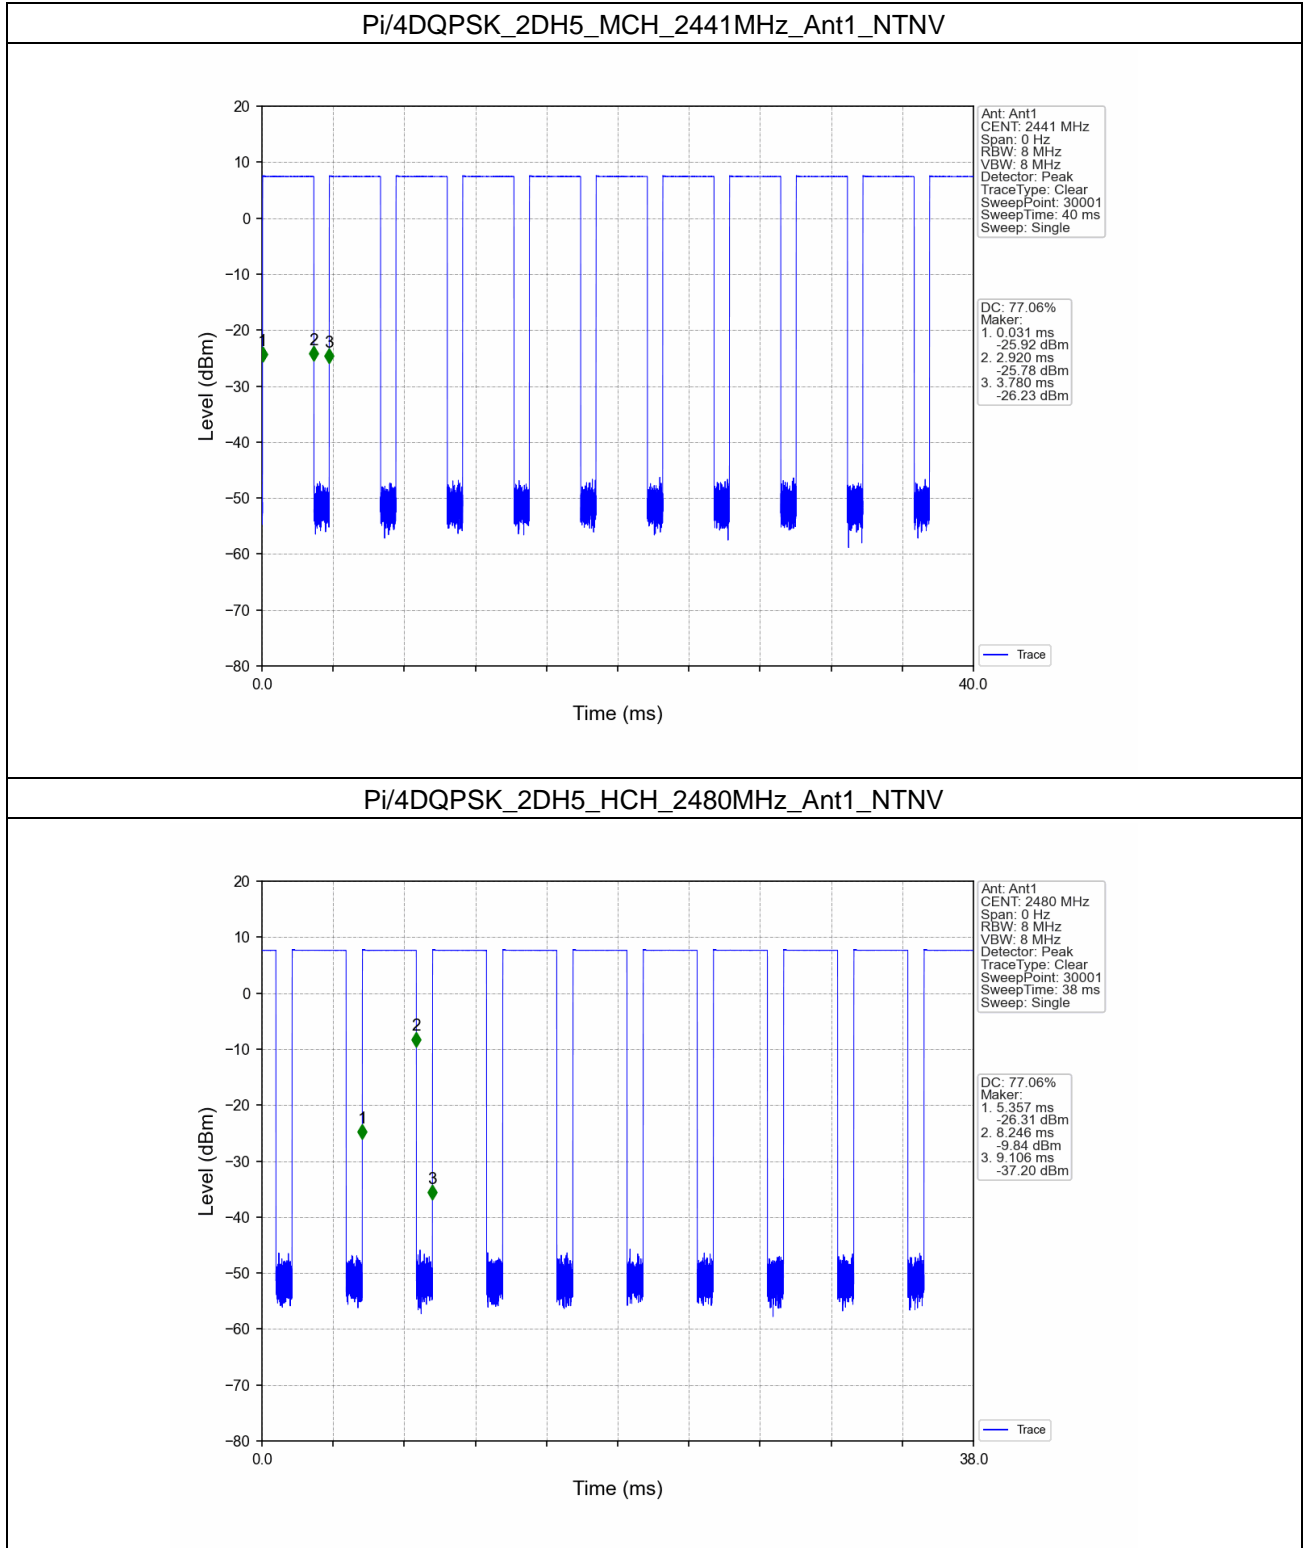 Pi/4DQPSK_2DH5_MCH_2441MHz_Ant1_NTNV
20
10
0
−10
−20
−30
−40
−50
−60
−70
−80
Level (dBm)
1
2
3
0.0
40.0
Time (ms)
Ant: Ant1
CENT: 2441 MHz
Span: 0 Hz
RBW: 8 MHz
VBW: 8 MHz
Detector: Peak
TraceType: Clear
SweepPoint: 30001
SweepTime: 40 ms
Sweep: Single
DC: 77.06%
Maker:
1. 0.031 ms
-25.92 dBm
2. 2.920 ms
-25.78 dBm
3. 3.780 ms
-26.23 dBm
Trace
Pi/4DQPSK_2DH5_HCH_2480MHz_Ant1_NTNV
20
10
0
−10
−20
−30
−40
−50
−60
−70
−80
Level (dBm)
2
1
3
0.0
38.0
Time (ms)
Ant: Ant1
CENT: 2480 MHz
Span: 0 Hz
RBW: 8 MHz
VBW: 8 MHz
Detector: Peak
TraceType: Clear
SweepPoint: 30001
SweepTime: 38 ms
Sweep: Single
DC: 77.06%
Maker:
1. 5.357 ms
-26.31 dBm
2. 8.246 ms
-9.84 dBm
3. 9.106 ms
-37.20 dBm
Trace